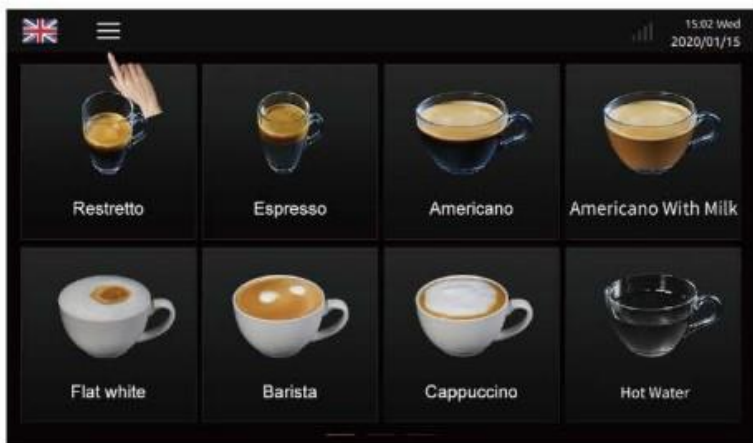 15:02 Wed
2020/01/15
Restretto
Espresso
Americano
Americano With Milk
Flat white
Barista
Cappuccino
Hot Water